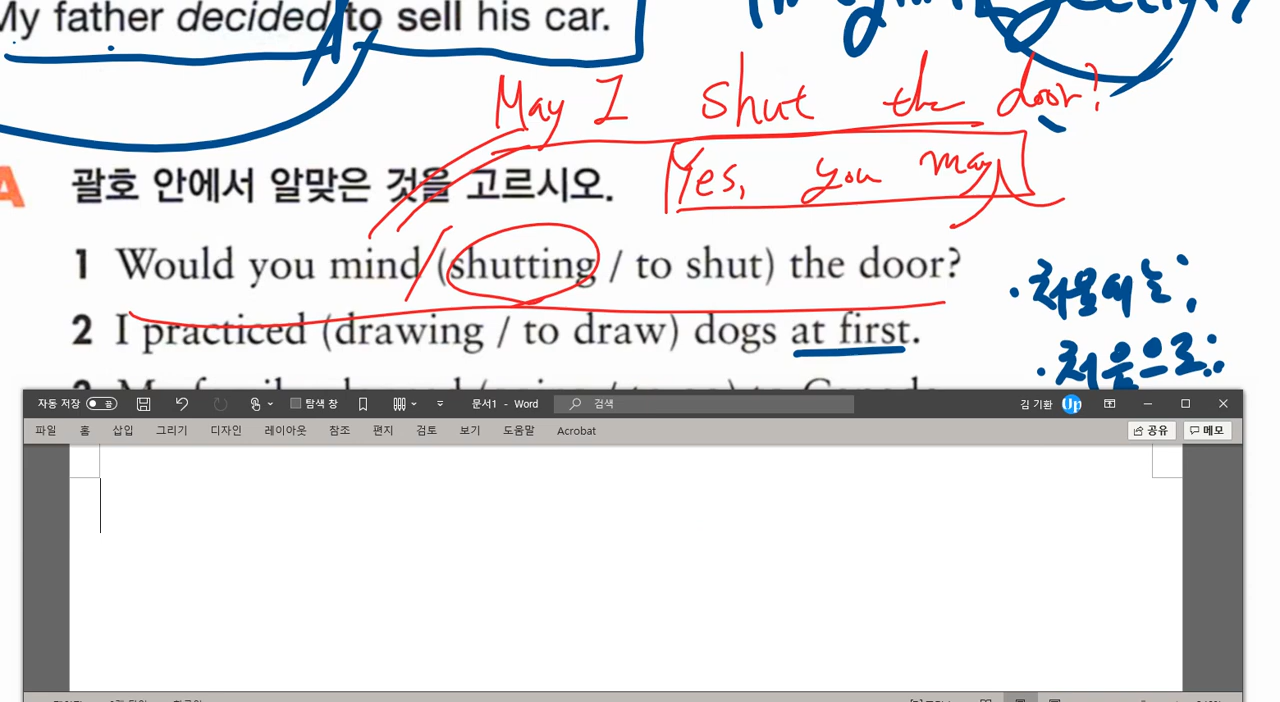 My father decided to sell his car.
May I shut the door?
Yes, you may
A 괄호 안에서 알맞은 것을 고르시오.
1 Would you mind (shutting / to shut) the door?
2 I practiced (drawing / to draw) dogs at first.
· 처음에는
· 처음으로
자동 저장 끔 탐색 창 문서1 - Word 검색 김 기환
파일 홈 삽입 그리기 디자인 레이아웃 참조 편지 검토 보기 도움말 Acrobat 공유 메모